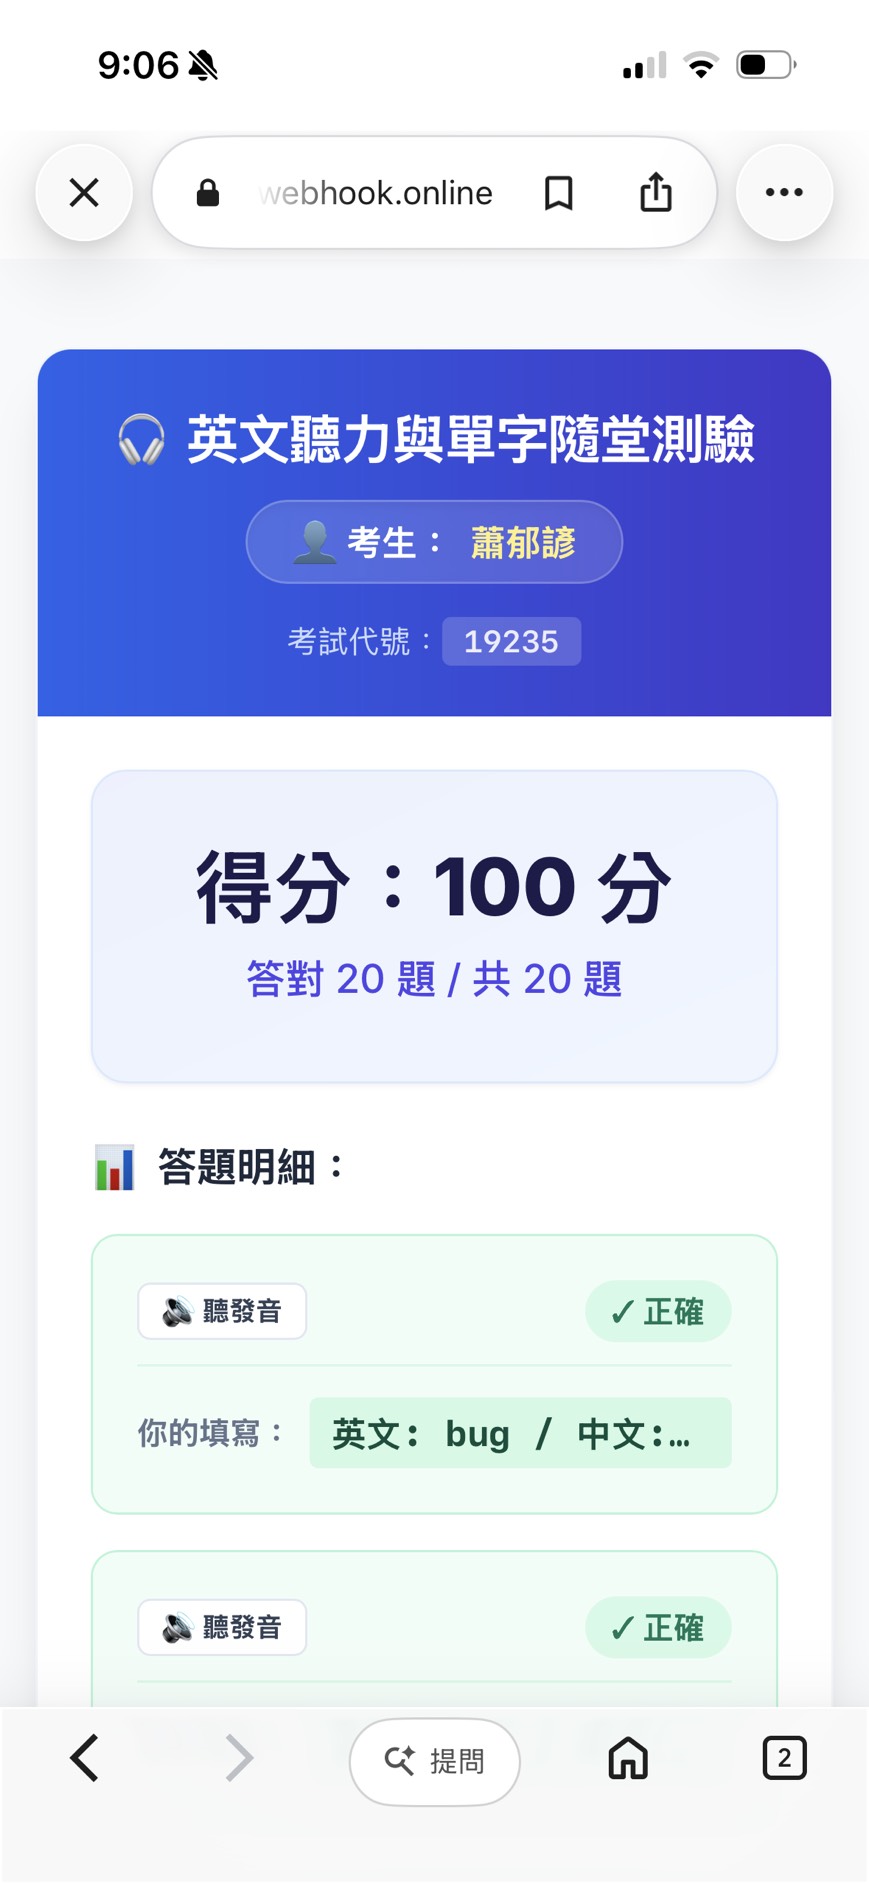 9:06
webhook.online
英文聽力與單字隨堂測驗
考生： 蕭郁諺
考試代號： 19235
得分：100 分
答對 20 題 / 共 20 題
答題明細：
聽發音
✓ 正確
你的填寫： 英文: bug / 中文:…
聽發音
✓ 正確
提問
2